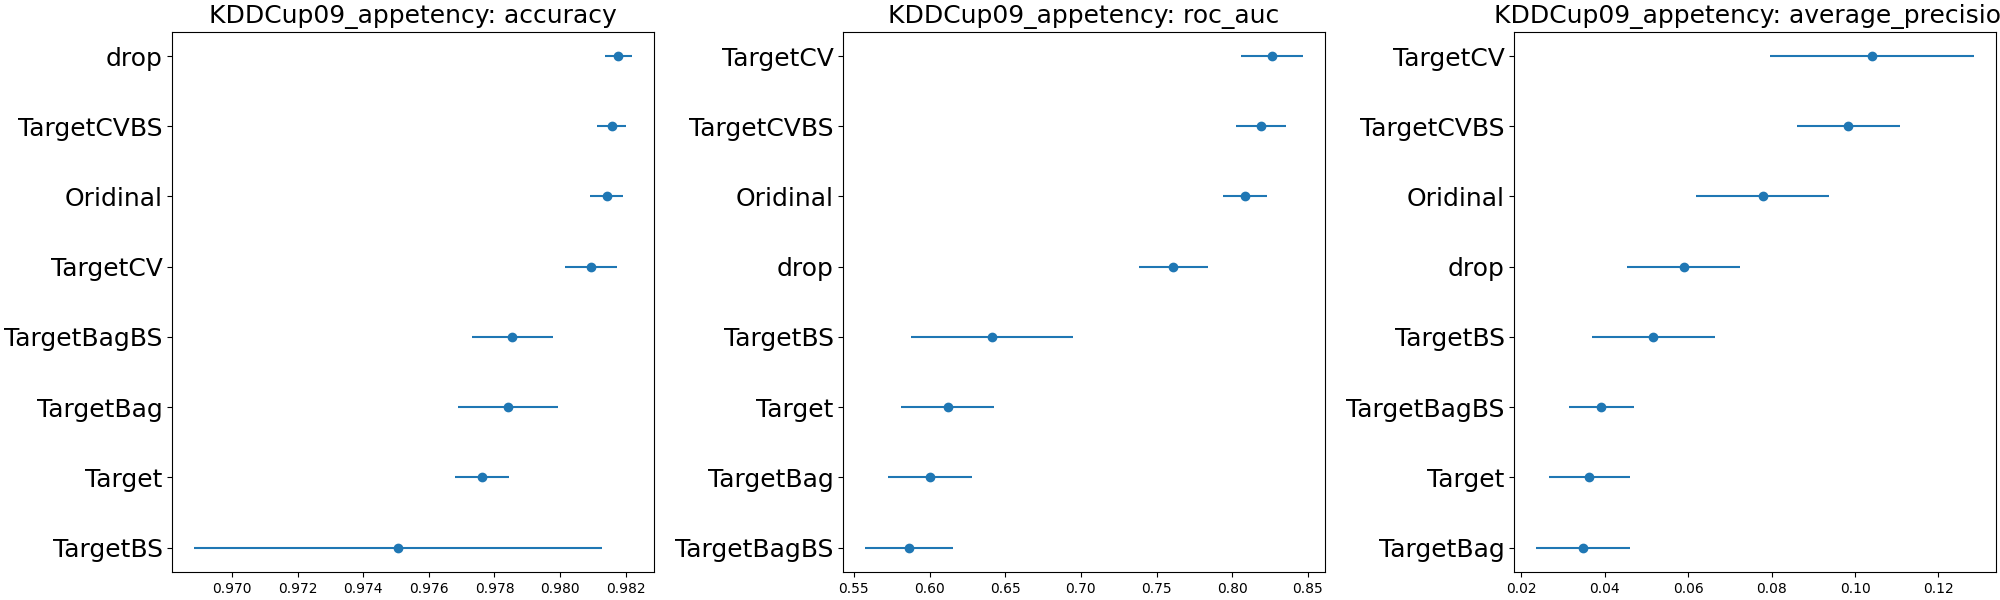 KDDCup09_appetency: accuracy
drop
TargetCVBS
Oridinal
TargetCV
TargetBagBS
TargetBag
Target
TargetBS
0.970 0.972 0.974 0.976 0.978 0.980 0.982
KDDCup09_appetency: roc_auc
TargetCV
TargetCVBS
Oridinal
drop
TargetBS
Target
TargetBag
TargetBagBS
0.55 0.60 0.65 0.70 0.75 0.80 0.85
KDDCup09_appetency: average_precisio
TargetCV
TargetCVBS
Oridinal
drop
TargetBS
TargetBagBS
Target
TargetBag
0.02 0.04 0.06 0.08 0.10 0.12